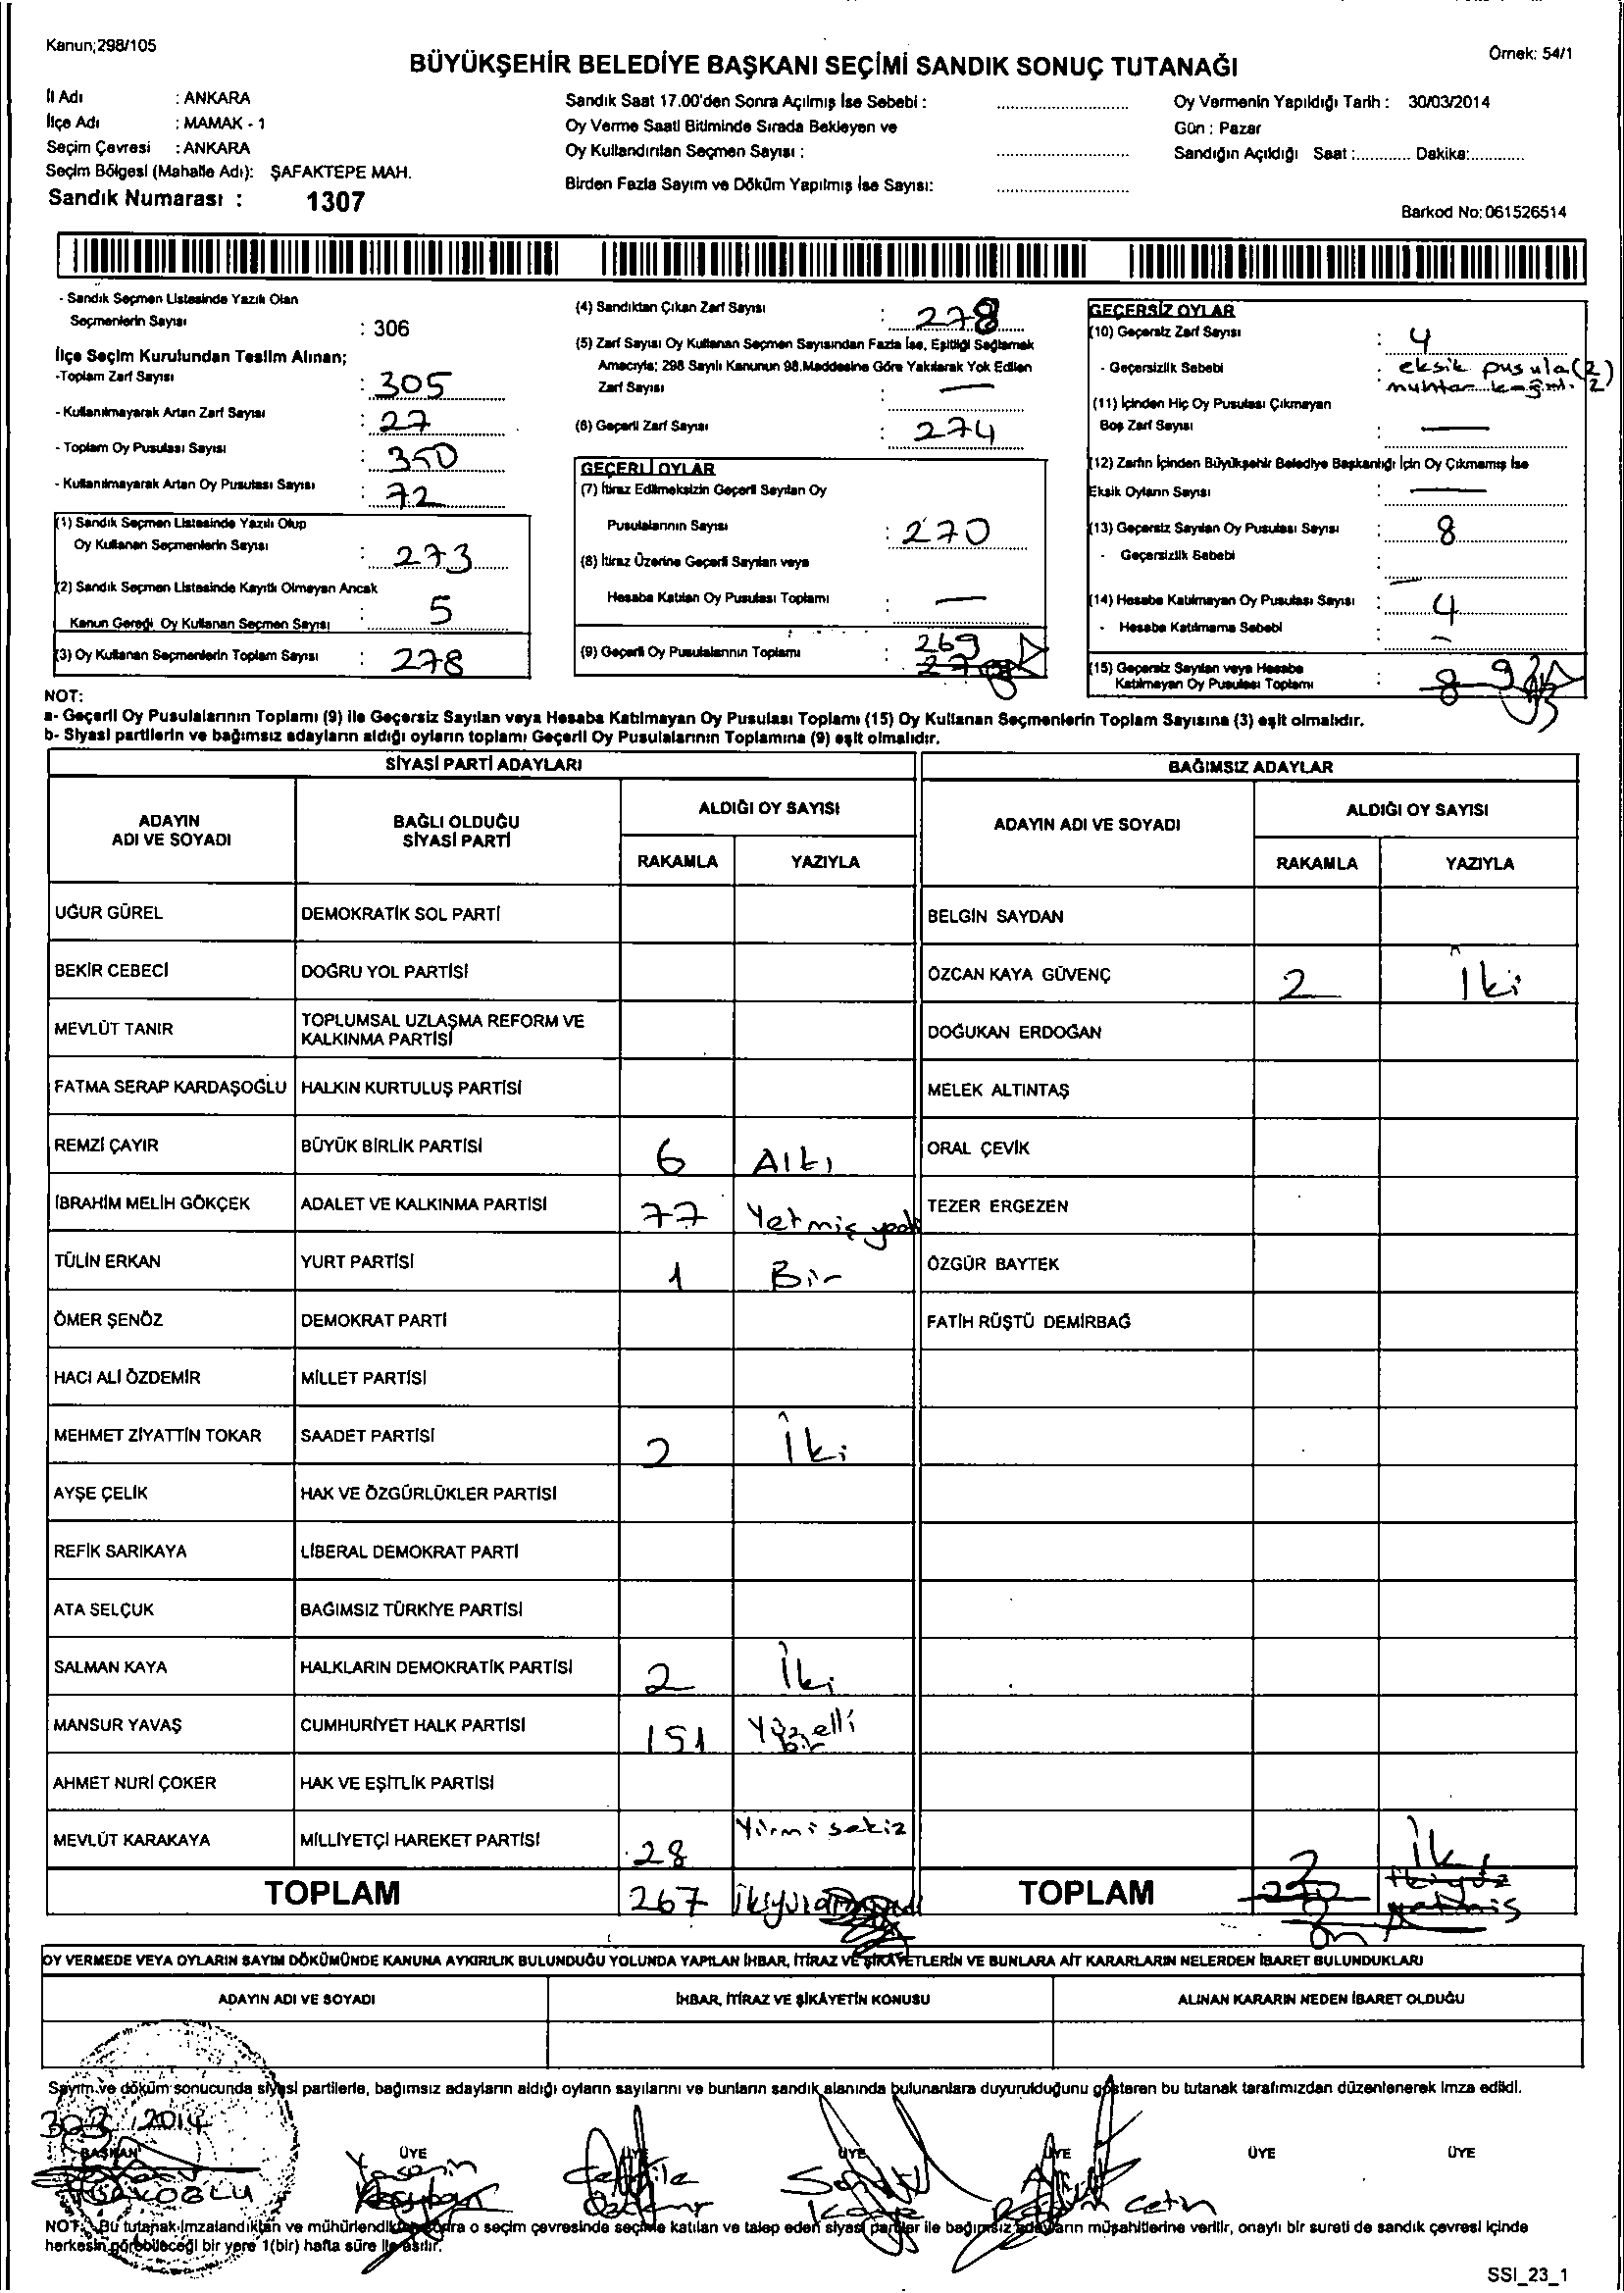 Kanun;298/105
Örnek: 54/1
BÜYÜKŞEHİR BELEDİYE BAŞKANI SEÇİMİ SANDIK SONUÇ TUTANAĞI
İl Adı : ANKARA
İlçe Adı : MAMAK - 1
Seçim Çevresi : ANKARA
Seçim Bölgesi (Mahalle Adı): ŞAFAKTEPE MAH.
Sandık Numarası : 1307
Sandık Saat 17.00'den Sonra Açılmış İse Sebebi :
Oy Verme Saati Bitiminde Sırada Bekleyen ve
Oy Kullandırılan Seçmen Sayısı :
Birden Fazla Sayım ve Döküm Yapılmış İse Sayısı:
Oy Vermenin Yapıldığı Tarih : 30/03/2014
Gün : Pazar
Sandığın Açıldığı Saat :............ Dakika:............
Barkod No: 061526514
- Sandık Seçmen Listesinde Yazılı Olan
Seçmenlerin Sayısı : 306
İlçe Seçim Kurulundan Teslim Alınan;
-Toplam Zarf Sayısı : 305
- Kullanılmayarak Artan Zarf Sayısı : 27
- Toplam Oy Pusulası Sayısı : 350
- Kullanılmayarak Artan Oy Pusulası Sayısı : 72
(1) Sandık Seçmen Listesinde Yazılı Olup
Oy Kullanan Seçmenlerin Sayısı : 273
(2) Sandık Seçmen Listesinde Kayıtlı Olmayan Ancak
Kanun Gereği Oy Kullanan Seçmen Sayısı : 5
(3) Oy Kullanan Seçmenlerin Toplam Sayısı : 278
(4) Sandıktan Çıkan Zarf Sayısı : 278
(5) Zarf Sayısı Oy Kullanan Seçmen Sayısından Fazla İse, Eşitliği Sağlamak
Amacıyla; 298 Sayılı Kanunun 98.Maddesine Göre Yakılarak Yok Edilen
Zarf Sayısı : —
(6) Geçerli Zarf Sayısı : 274
GEÇERLİ OYLAR
(7) İtiraz Edilmeksizin Geçerli Sayılan Oy
Pusulalarının Sayısı : 270
(8) İtiraz Üzerine Geçerli Sayılan veya
Hesaba Katılan Oy Pusulası Toplamı : —
(9) Geçerli Oy Pusulalarının Toplamı : 269
GEÇERSİZ OYLAR
(10) Geçersiz Zarf Sayısı : 4
- Geçersizlik Sebebi : eksik pusula (2)
muhtar kağıdı (2)
(11) İçinden Hiç Oy Pusulası Çıkmayan
Boş Zarf Sayısı : —
(12) Zarfın İçinden Büyükşehir Belediye Başkanlığı İçin Oy Çıkmamış İse
Eksik Oyların Sayısı : —
(13) Geçersiz Sayılan Oy Pusulası Sayısı : 8
- Geçersizlik Sebebi : —
(14) Hesaba Katılmayan Oy Pusulası Sayısı : 4
- Hesaba Katılmama Sebebi : —
(15) Geçersiz Sayılan veya Hesaba
Katılmayan Oy Pusulası Toplamı : 8 9
NOT:
a- Geçerli Oy Pusulalarının Toplamı (9) ile Geçersiz Sayılan veya Hesaba Katılmayan Oy Pusulası Toplamı (15) Oy Kullanan Seçmenlerin Toplam Sayısına (3) eşit olmalıdır.
b- Siyasi partilerin ve bağımsız adayların aldığı oyların toplamı Geçerli Oy Pusulalarının Toplamına (9) eşit olmalıdır.
SİYASİ PARTİ ADAYLARI
BAĞIMSIZ ADAYLAR
ADAYIN ADI VE SOYADI
BAĞLI OLDUĞU SİYASİ PARTİ
ALDIĞI OY SAYISI
RAKAMLA YAZIYLA
ADAYIN ADI VE SOYADI
ALDIĞI OY SAYISI
RAKAMLA YAZIYLA
UĞUR GÜREL DEMOKRATİK SOL PARTİ BELGİN SAYDAN
BEKİR CEBECİ DOĞRU YOL PARTİSİ ÖZCAN KAYA GÜVENÇ 2 İki
MEVLÜT TANIR TOPLUMSAL UZLAŞMA REFORM VE KALKINMA PARTİSİ DOĞUKAN ERDOĞAN
FATMA SERAP KARDAŞOĞLU HALKIN KURTULUŞ PARTİSİ MELEK ALTINTAŞ
REMZİ ÇAYIR BÜYÜK BİRLİK PARTİSİ 6 Altı ORAL ÇEVİK
İBRAHİM MELİH GÖKÇEK ADALET VE KALKINMA PARTİSİ 77 Yetmiş yedi TEZER ERGEZEN
TÜLİN ERKAN YURT PARTİSİ 1 Bir ÖZGÜR BAYTEK
ÖMER ŞENÖZ DEMOKRAT PARTİ FATİH RÜŞTÜ DEMİRBAĞ
HACI ALİ ÖZDEMİR MİLLET PARTİSİ
MEHMET ZİYATTİN TOKAR SAADET PARTİSİ 2 İki
AYŞE ÇELİK HAK VE ÖZGÜRLÜKLER PARTİSİ
REFİK SARIKAYA LİBERAL DEMOKRAT PARTİ
ATA SELÇUK BAĞIMSIZ TÜRKİYE PARTİSİ
SALMAN KAYA HALKLARIN DEMOKRATİK PARTİSİ 2 İki
MANSUR YAVAŞ CUMHURİYET HALK PARTİSİ 151 Yüzelli bir
AHMET NURİ ÇOKER HAK VE EŞİTLİK PARTİSİ
MEVLÜT KARAKAYA MİLLİYETÇİ HAREKET PARTİSİ 28 Yirmi sekiz
TOPLAM 267 TOPLAM 2 İki
270 İkiyüz yetmiş
OY VERMEDE VEYA OYLARIN SAYIM DÖKÜMÜNDE KANUNA AYKIRILIK BULUNDUĞU YOLUNDA YAPILAN İHBAR, İTİRAZ VE ŞİKAYETLERİN VE BUNLARA AİT KARARLARIN NELERDEN İBARET BULUNDUKLARI
ADAYIN ADI VE SOYADI İHBAR, İTİRAZ VE ŞİKÂYETİN KONUSU ALINAN KARARIN NEDEN İBARET OLDUĞU
Sayım ve döküm sonucunda siyasi partilerle, bağımsız adayların aldığı oyların sayılarını ve bunların sandık alanında bulunanlara duyurulduğunu gösteren bu tutanak tarafımızdan düzenlenerek imza edildi.
2014
BAŞKAN ÜYE ÜYE ÜYE ÜYE ÜYE ÜYE
Yasemin Kaya Çetin
NOT: Bu tutanak imzalandıktan ve mühürlendikten sonra o seçim çevresinde seçime katılan ve talep eden siyasi partiler ile bağımsız adayların müşahitlerine verilir, onaylı bir sureti de sandık çevresi içinde
herkesin görebileceği bir yere 1(bir) hafta süre ile asılır.
SSI_23_1